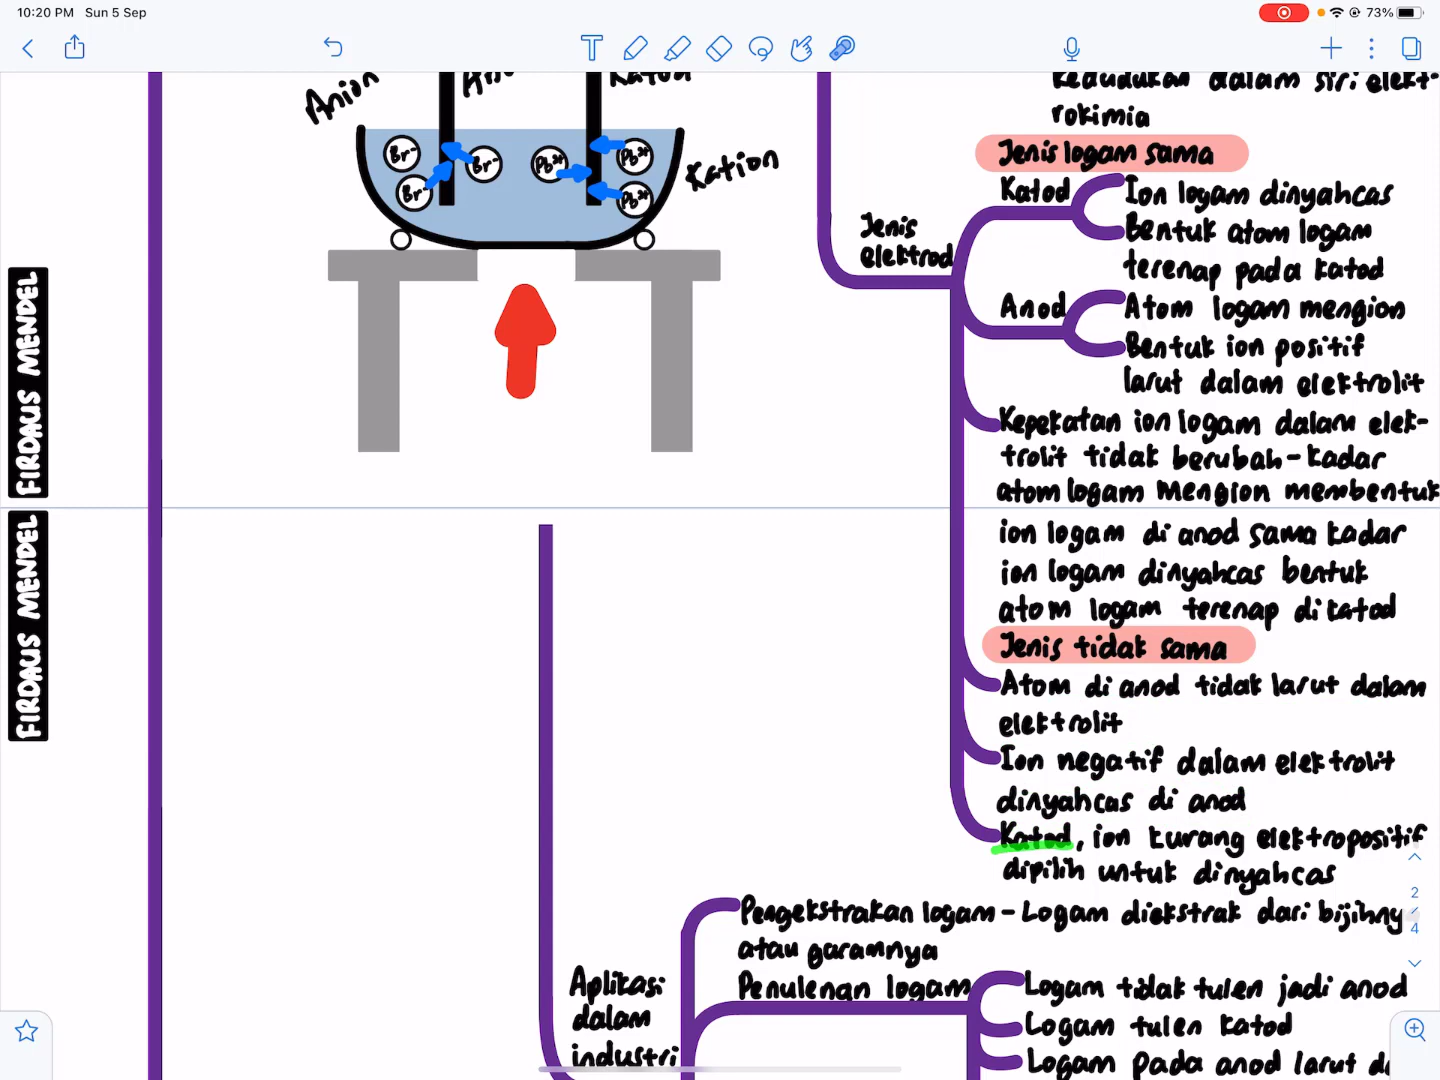 10:20 PM Sun 5 Sep
73%
Anion
Katod
Br⁻
Br⁻
Br⁻
Pb²⁺
Pb²⁺
Pb²⁺
Kation
FIRDAUS MENDEL
FIRDAUS MENDEL
kedudukan dalam siri elekt-
rokimia
Jenis logam sama
Jenis
elektrod
Katod
Ion logam dinyahcas
Bentuk atom logam
terenap pada katod
Anod
Atom logam mengion
Bentuk ion positif
larut dalam elektrolit
Kepekatan ion logam dalam elek-
trolit tidak berubah-kadar
atom logam Mengion membentuk
ion logam di anod sama kadar
ion logam dinyahcas bentuk
atom logam terenap di katod
Jenis tidak sama
Atom di anod tidak larut dalam
elektrolit
Ion negatif dalam elektrolit
dinyahcas di anod
Katod, ion kurang elektropositif
dipilih untuk dinyahcas
2
4
Aplikasi
dalam
industri
Pengekstrakan logam - Logam diekstrak dari bijihny
atau garamnya
Penulenan logam
Logam tidak tulen jadi anod
Logam tulen katod
Logam pada anod larut d